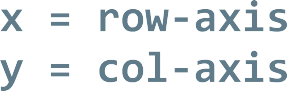 x = row-axis
y = col-axis